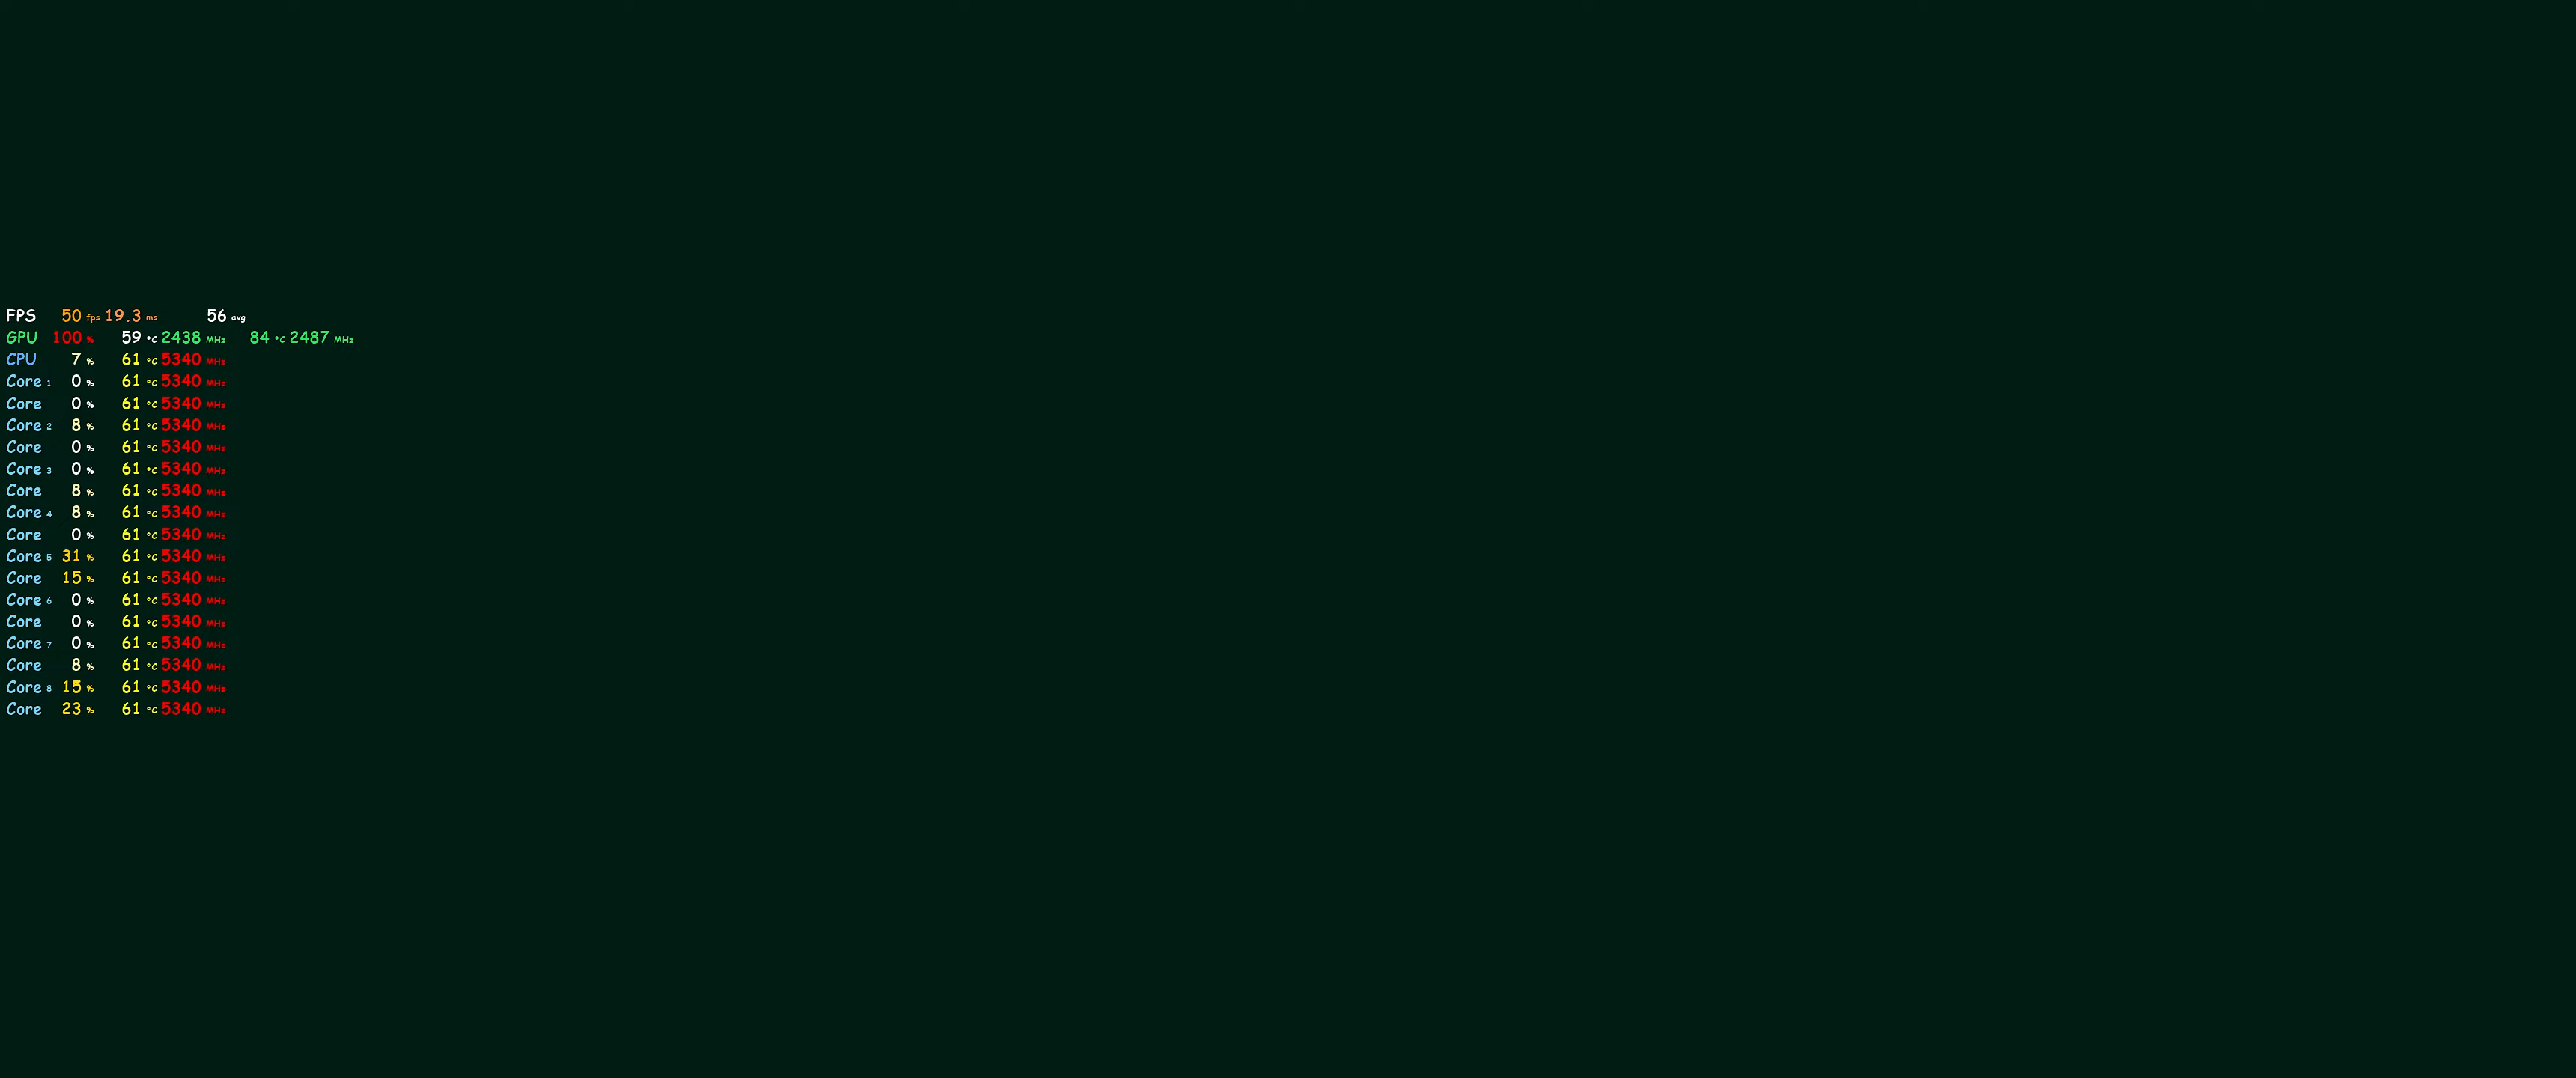 FPS 50 fps 19.3 ms 56 avg
GPU 100 % 59 °C 2438 MHz 84 °C 2487 MHz
CPU 7 % 61 °C 5340 MHz
Core 1 0 % 61 °C 5340 MHz
Core 0 % 61 °C 5340 MHz
Core 2 8 % 61 °C 5340 MHz
Core 0 % 61 °C 5340 MHz
Core 3 0 % 61 °C 5340 MHz
Core 8 % 61 °C 5340 MHz
Core 4 8 % 61 °C 5340 MHz
Core 0 % 61 °C 5340 MHz
Core 5 31 % 61 °C 5340 MHz
Core 15 % 61 °C 5340 MHz
Core 6 0 % 61 °C 5340 MHz
Core 0 % 61 °C 5340 MHz
Core 7 0 % 61 °C 5340 MHz
Core 8 % 61 °C 5340 MHz
Core 8 15 % 61 °C 5340 MHz
Core 23 % 61 °C 5340 MHz